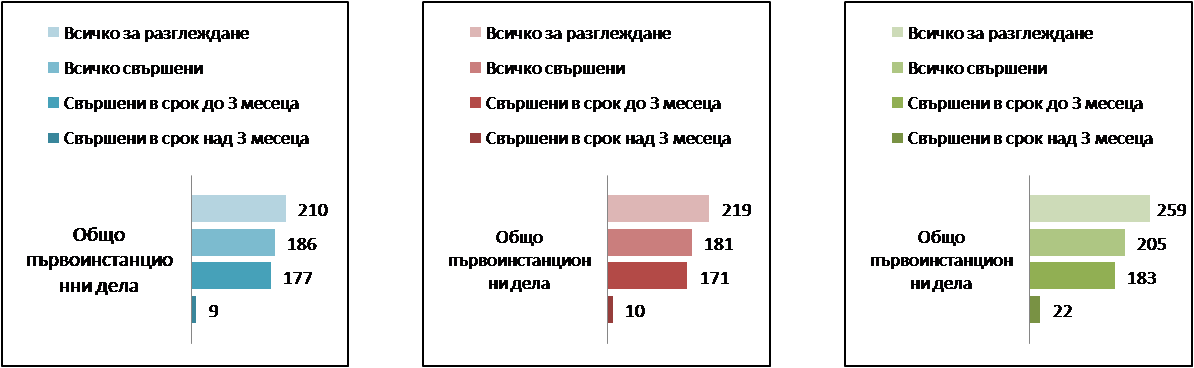 Всичко за разглеждане
Всичко свършени
Свършени в срок до 3 месеца
Свършени в срок над 3 месеца
210
186
177
9
Общо
първоинстанцио
нни дела
Всичко за разглеждане
Всичко свършени
Свършени в срок до 3 месеца
Свършени в срок над 3 месеца
219
181
171
10
Общо
първоинстанцион
ни дела
Всичко за разглеждане
Всичко свършени
Свършени в срок до 3 месеца
Свършени в срок над 3 месеца
259
205
183
22
Общо
първоинстанцион
ни дела